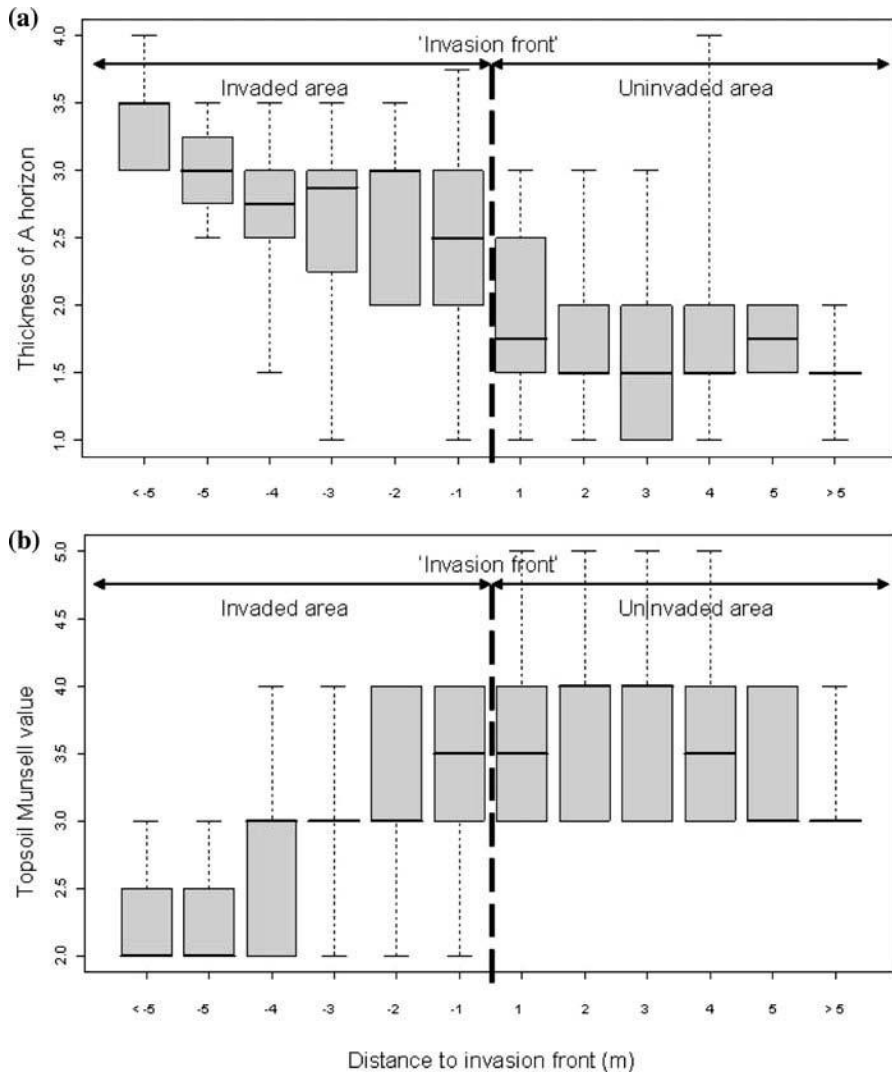 (a)
'Invasion front'
Invaded area
Uninvaded area
Thickness of A horizon
4.0
3.5
3.0
2.5
2.0
1.5
1.0
< -5 -5 -4 -3 -2 -1 1 2 3 4 5 > 5
(b)
'Invasion front'
Invaded area
Uninvaded area
Topsoil Munsell value
5.0
4.5
4.0
3.5
3.0
2.5
2.0
< -5 -5 -4 -3 -2 -1 1 2 3 4 5 > 5
Distance to invasion front (m)